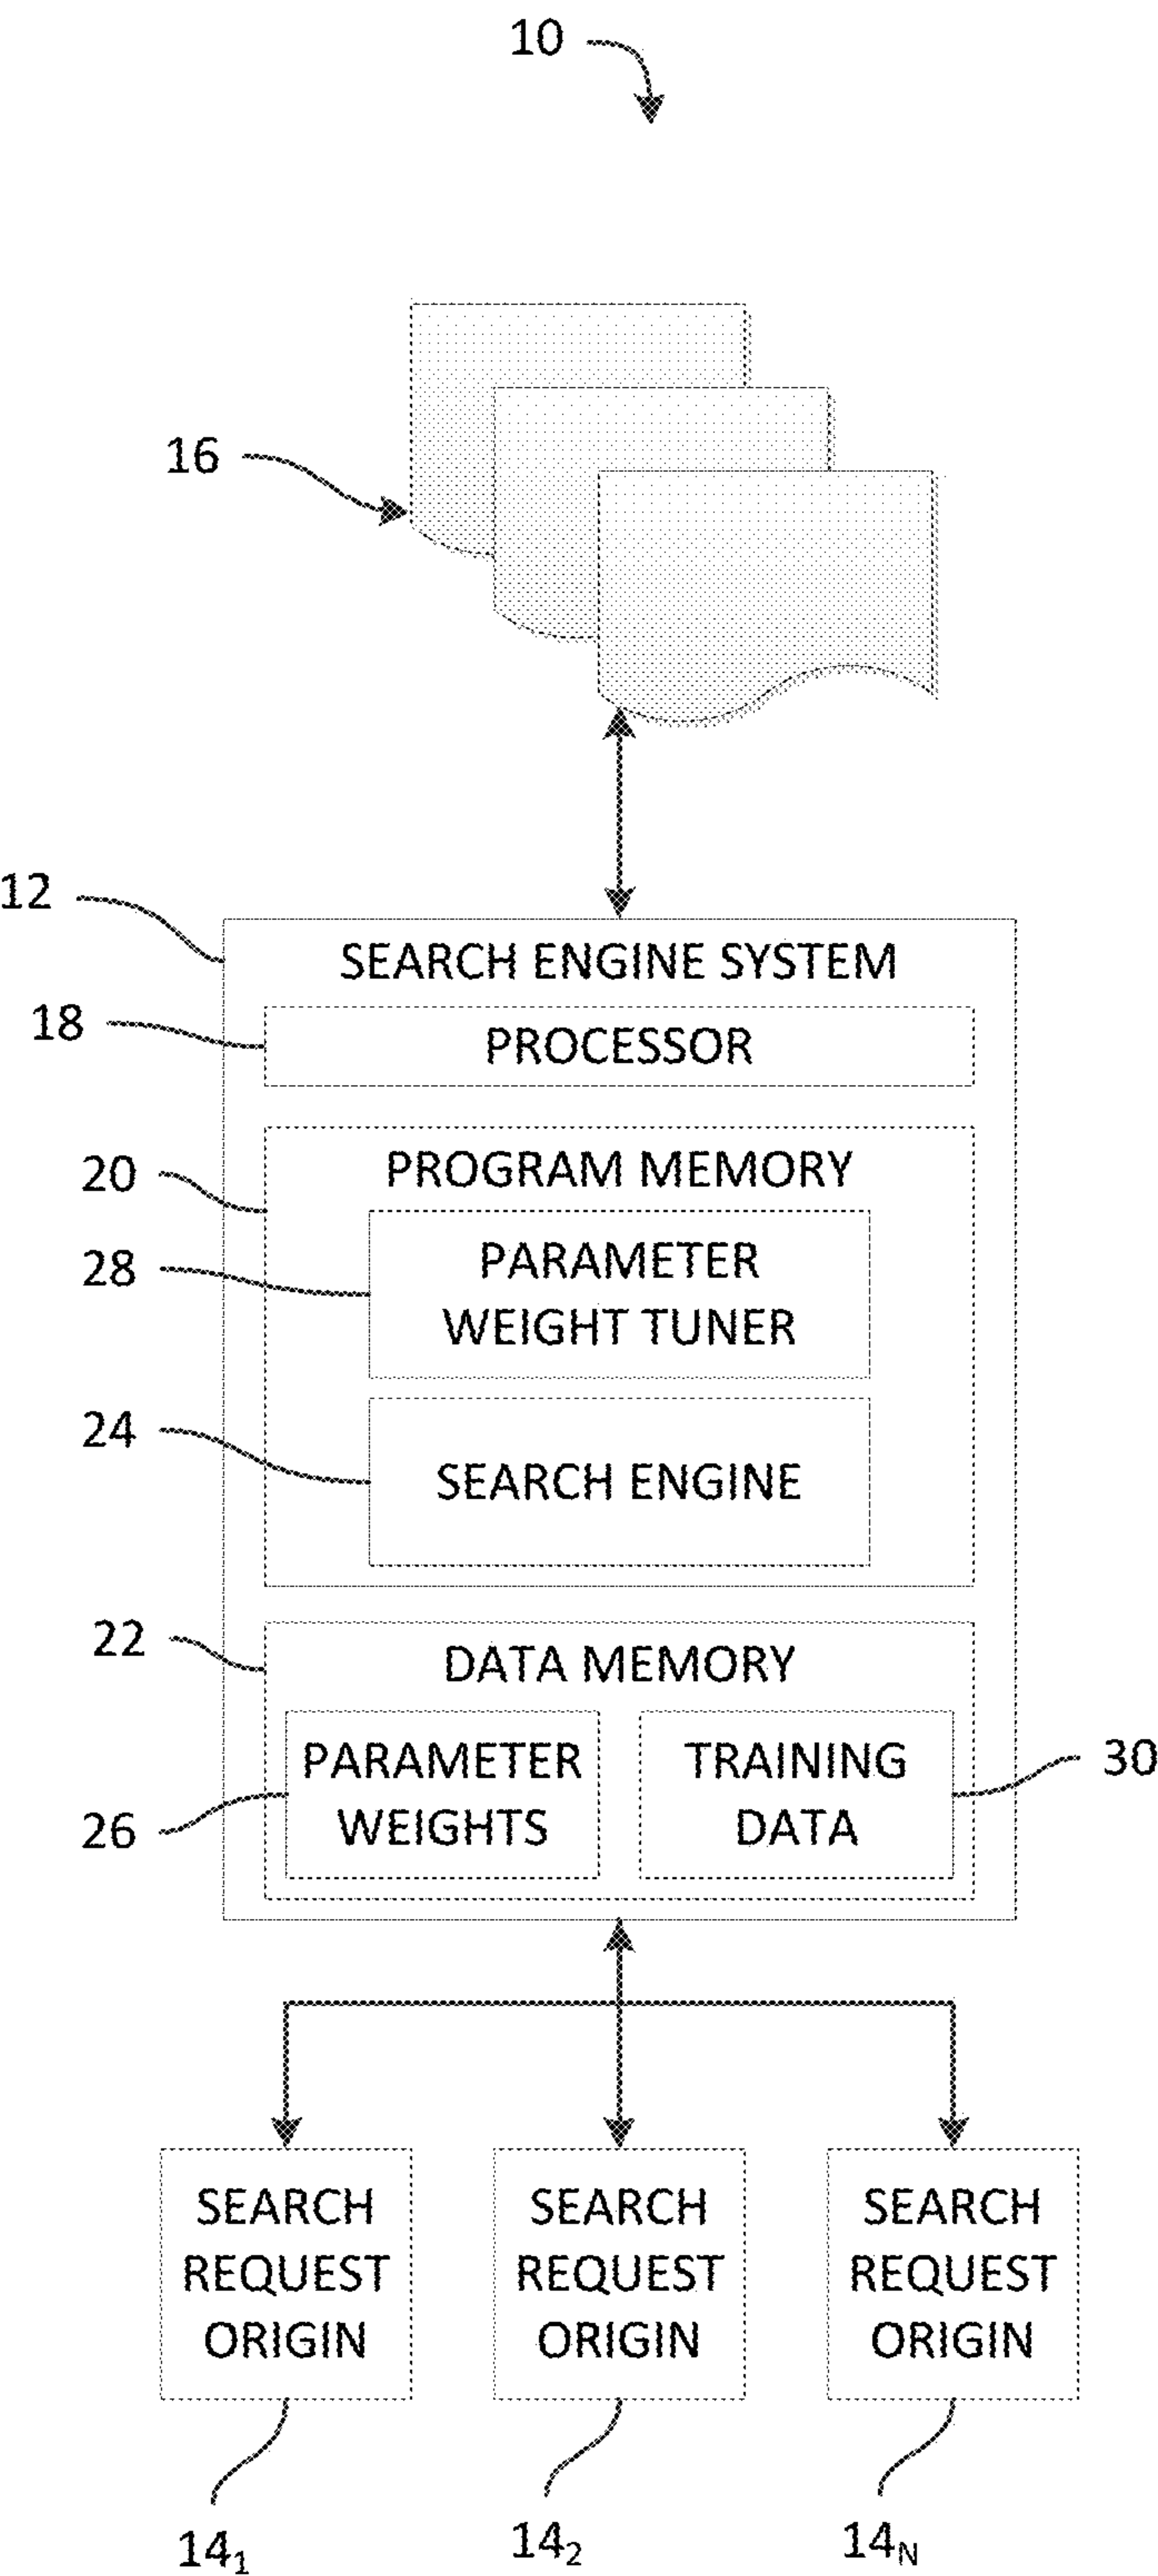 10
16
12
SEARCH ENGINE SYSTEM
18
PROCESSOR
20
PROGRAM MEMORY
28
PARAMETER
WEIGHT TUNER
24
SEARCH ENGINE
22
DATA MEMORY
PARAMETER
WEIGHTS
26
TRAINING
DATA
30
SEARCH
REQUEST
ORIGIN
SEARCH
REQUEST
ORIGIN
SEARCH
REQUEST
ORIGIN
14₁
14₂
14N